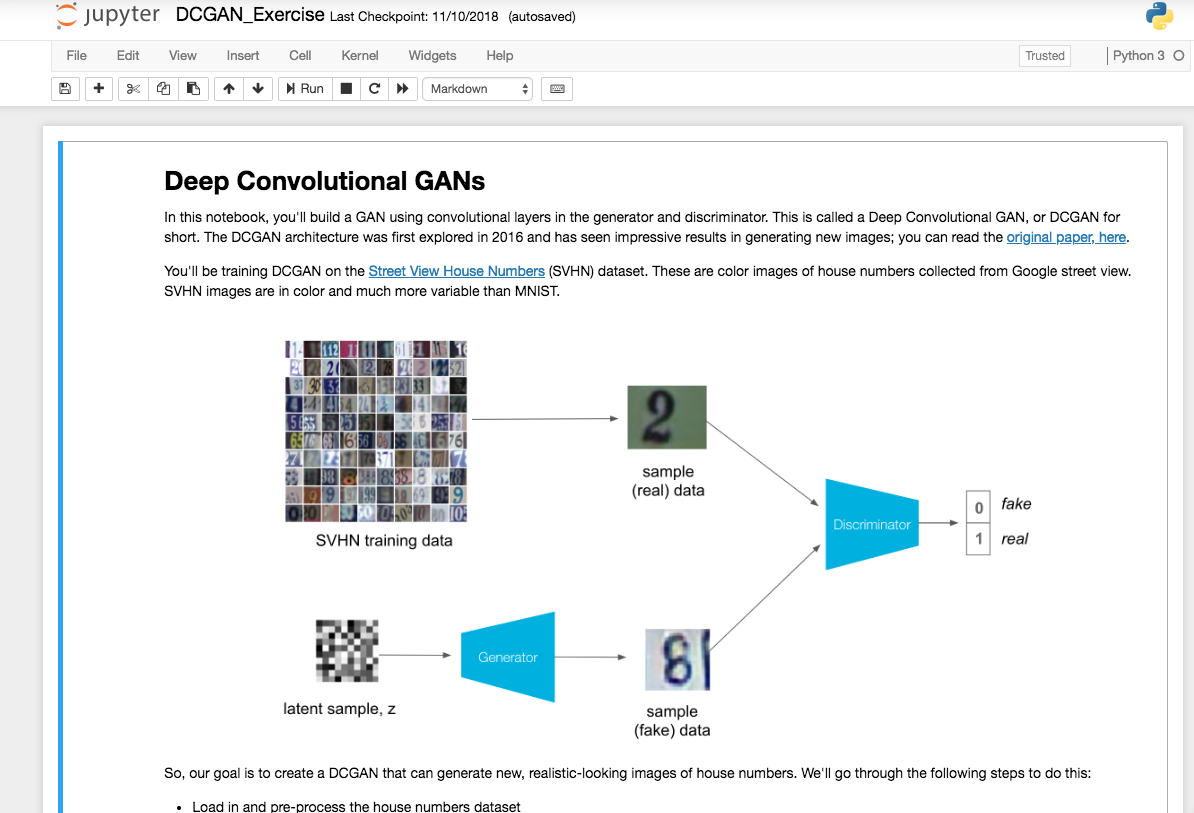 jupyter DCGAN_Exercise Last Checkpoint: 11/10/2018 (autosaved)
File Edit View Insert Cell Kernel Widgets Help Trusted Python 3
Run Markdown
Deep Convolutional GANs
In this notebook, you'll build a GAN using convolutional layers in the generator and discriminator. This is called a Deep Convolutional GAN, or DCGAN for
short. The DCGAN architecture was first explored in 2016 and has seen impressive results in generating new images; you can read the original paper, here.
You'll be training DCGAN on the Street View House Numbers (SVHN) dataset. These are color images of house numbers collected from Google street view.
SVHN images are in color and much more variable than MNIST.
2
sample
(real) data
SVHN training data
Discriminator
0 fake
1 real
Generator
8
latent sample, z
sample
(fake) data
So, our goal is to create a DCGAN that can generate new, realistic-looking images of house numbers. We'll go through the following steps to do this:
• Load in and pre-process the house numbers dataset